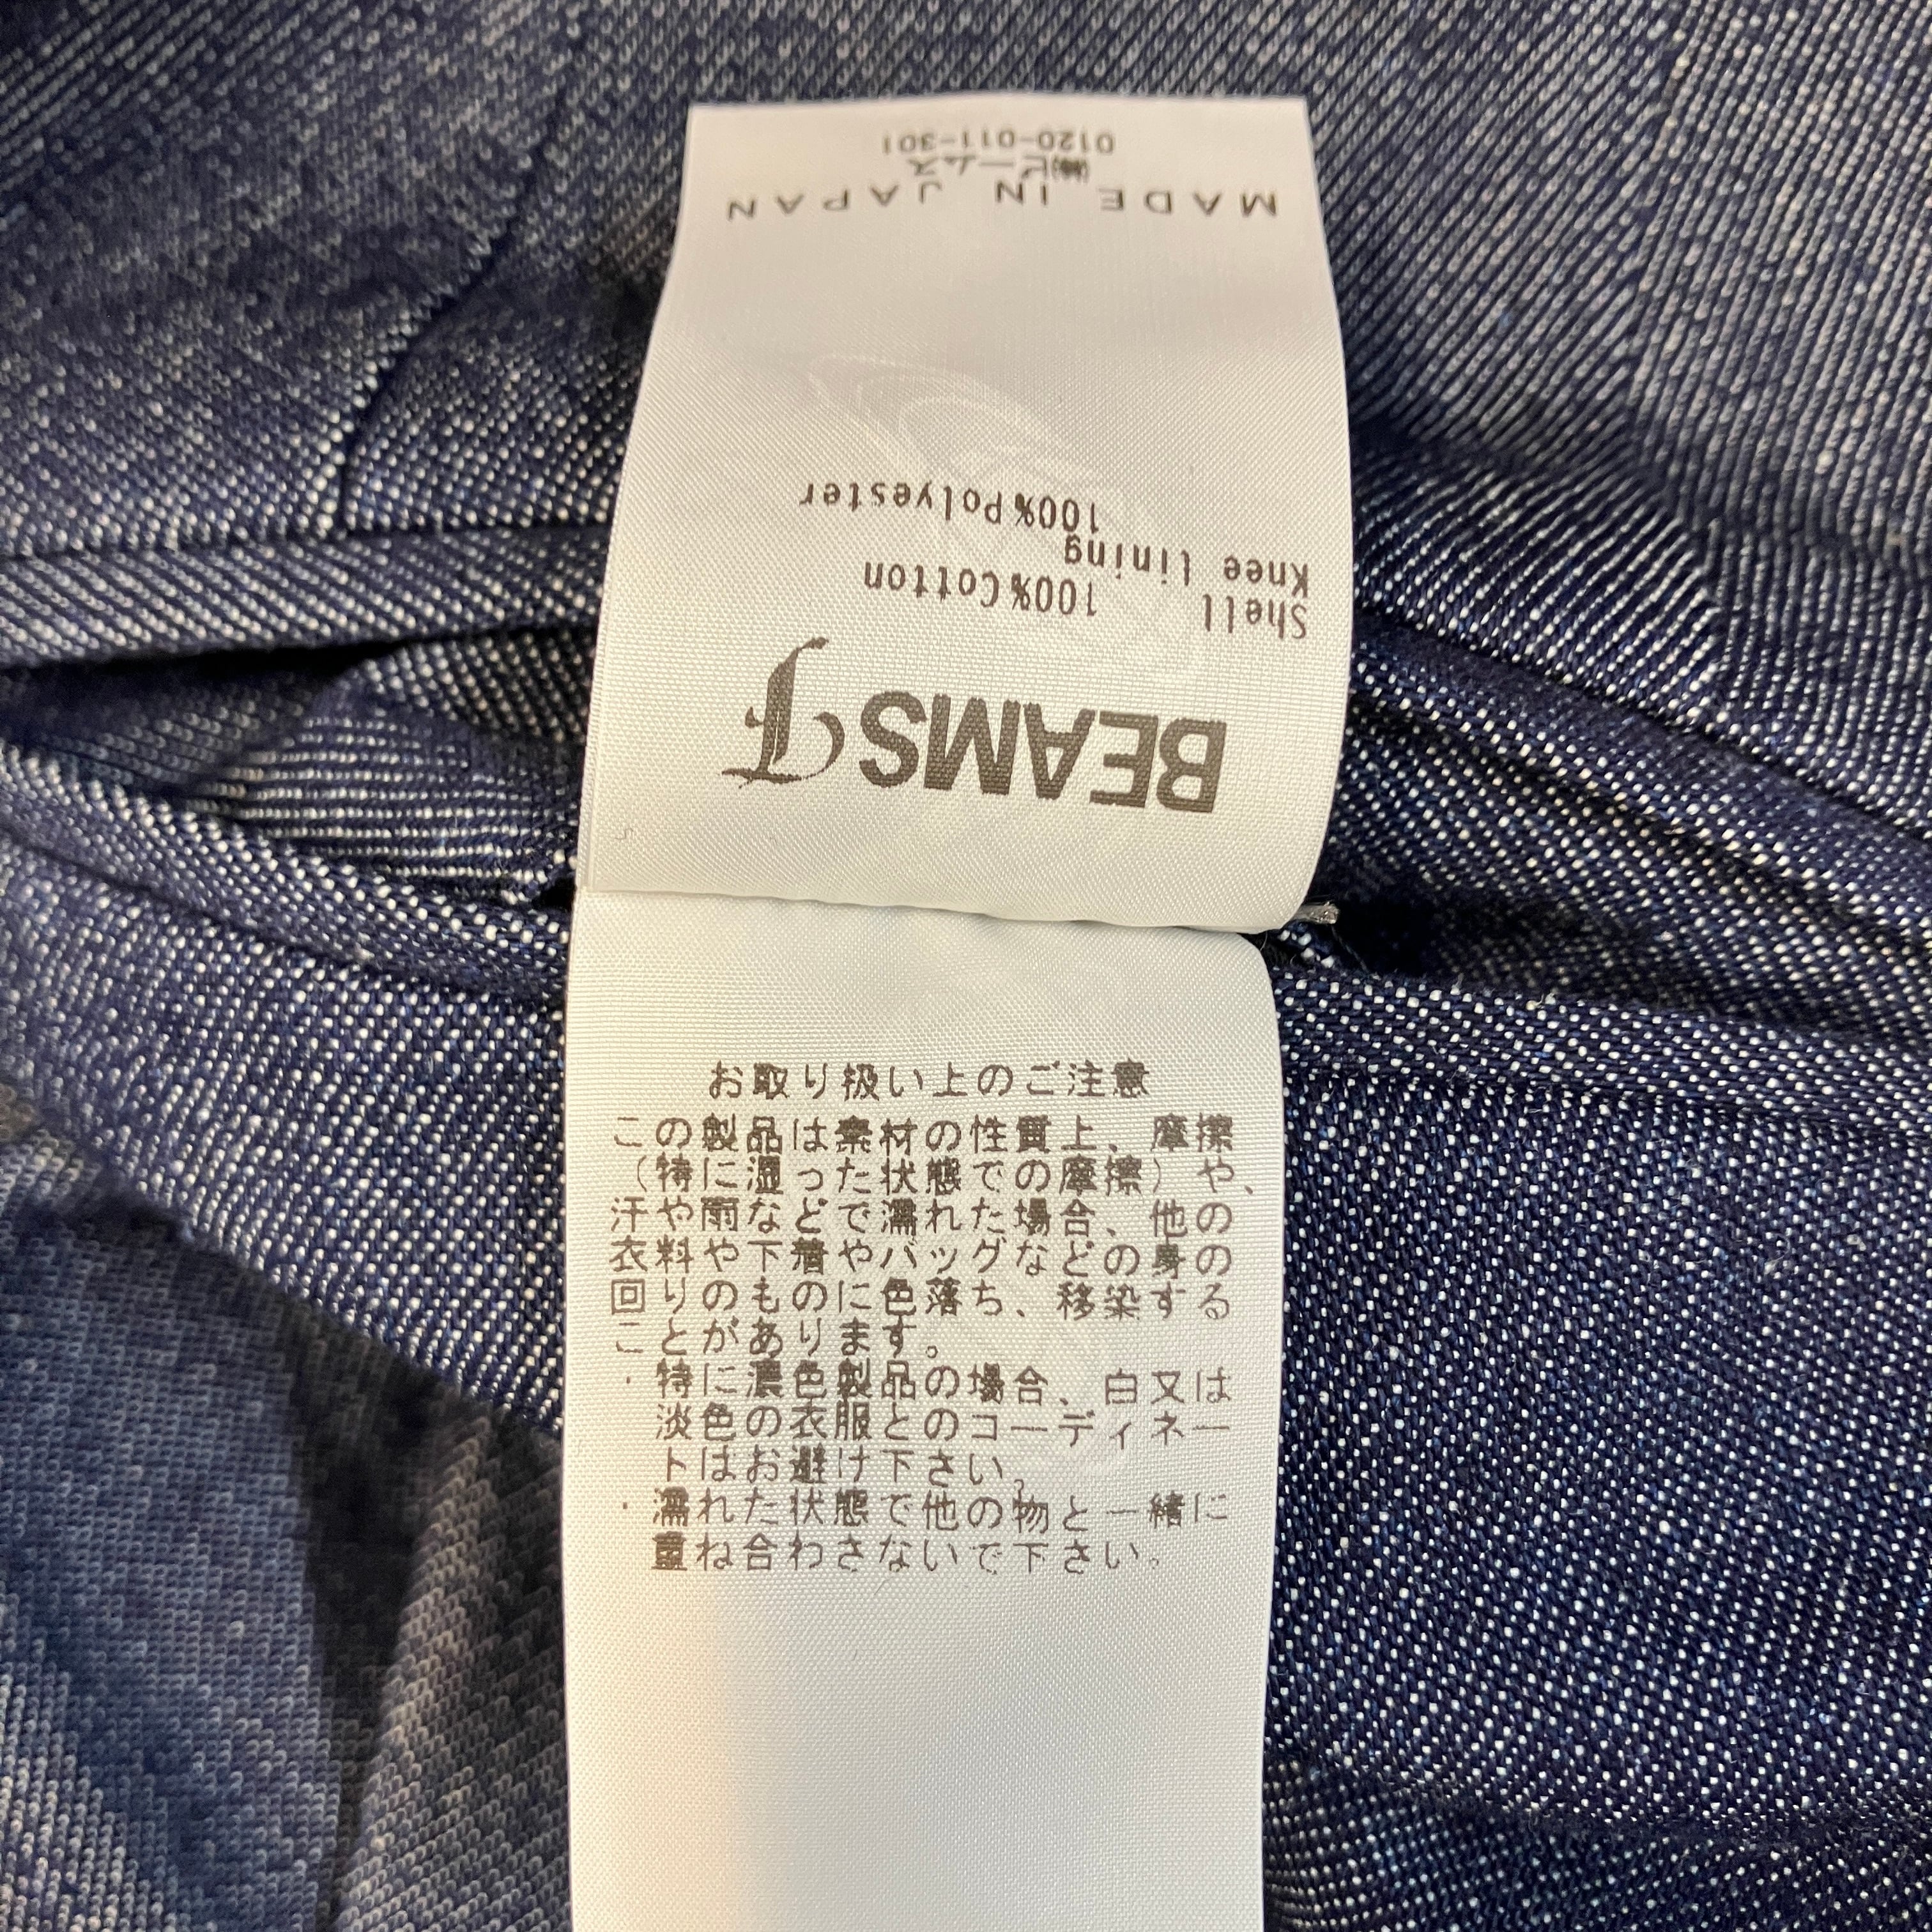 BEAMS T
Shell 100%Cotton
Knee lining
100%Polyester
MADE IN JAPAN
㈱ビームス
0120-011-301
お取り扱い上のご注意
この製品は素材の性質上、摩擦
(特に湿った状態での摩擦)や、
汗や雨などで濡れた場合、他の
衣料や下着やバッグなどの身の
回りのものに色落ち、移染する
ことがあります。
・特に濃色製品の場合、白又は
淡色の衣服とのコーディネー
トはお避け下さい。
・濡れた状態で他の物と一緒に
重ね合わさないで下さい。